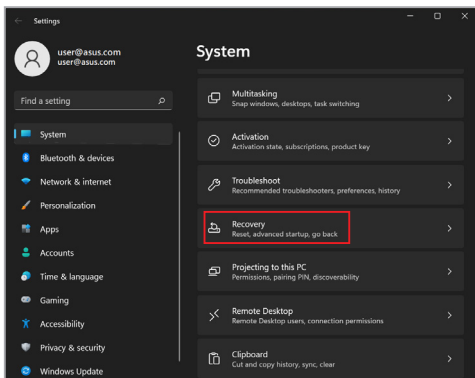 Settings
user@asus.com
user@asus.com
Find a setting
System
Bluetooth & devices
Network & internet
Personalization
Apps
Accounts
Time & language
Gaming
Accessibility
Privacy & security
Windows Update
System
Multitasking
Snap windows, desktops, task switching
Activation
Activation state, subscriptions, product key
Troubleshoot
Recommended troubleshooters, preferences, history
Recovery
Reset, advanced startup, go back
Projecting to this PC
Permissions, pairing PIN, discoverability
Remote Desktop
Remote Desktop users, connection permissions
Clipboard
Cut and copy history, sync, clear